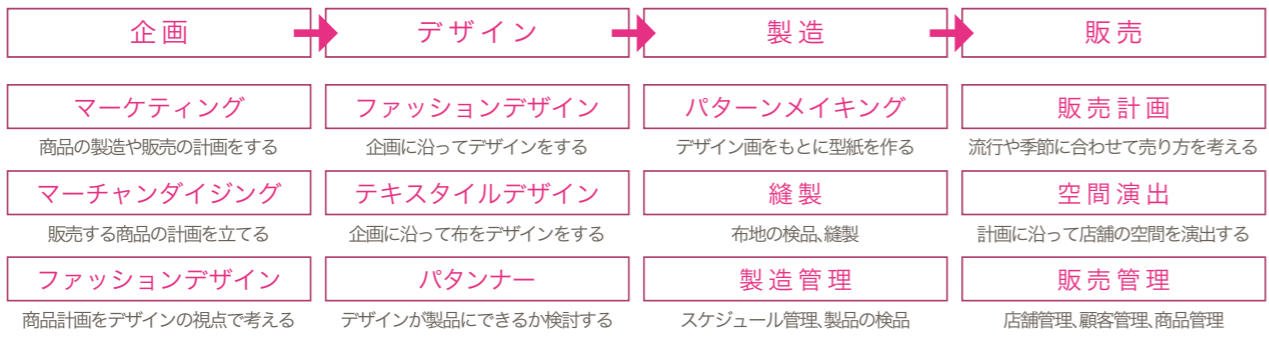 企画
デザイン
製造
販売
マーケティング
ファッションデザイン
パターンメイキング
販売計画
商品の製造や販売の計画をする
企画に沿ってデザインをする
デザイン画をもとに型紙を作る
流行や季節に合わせて売り方を考える
マーチャンダイジング
テキスタイルデザイン
縫製
空間演出
販売する商品の計画を立てる
企画に沿って布をデザインをする
布地の検品、縫製
計画に沿って店舗の空間を演出する
ファッションデザイン
パタンナー
製造管理
販売管理
商品計画をデザインの視点で考える
デザインが製品にできるか検討する
スケジュール管理、製品の検品
店舗管理、顧客管理、商品管理